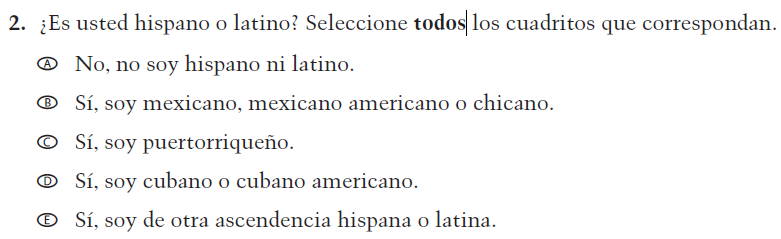 2. ¿Es usted hispano o latino? Seleccione todos los cuadritos que correspondan.
A No, no soy hispano ni latino.
B Sí, soy mexicano, mexicano americano o chicano.
C Sí, soy puertorriqueño.
D Sí, soy cubano o cubano americano.
E Sí, soy de otra ascendencia hispana o latina.